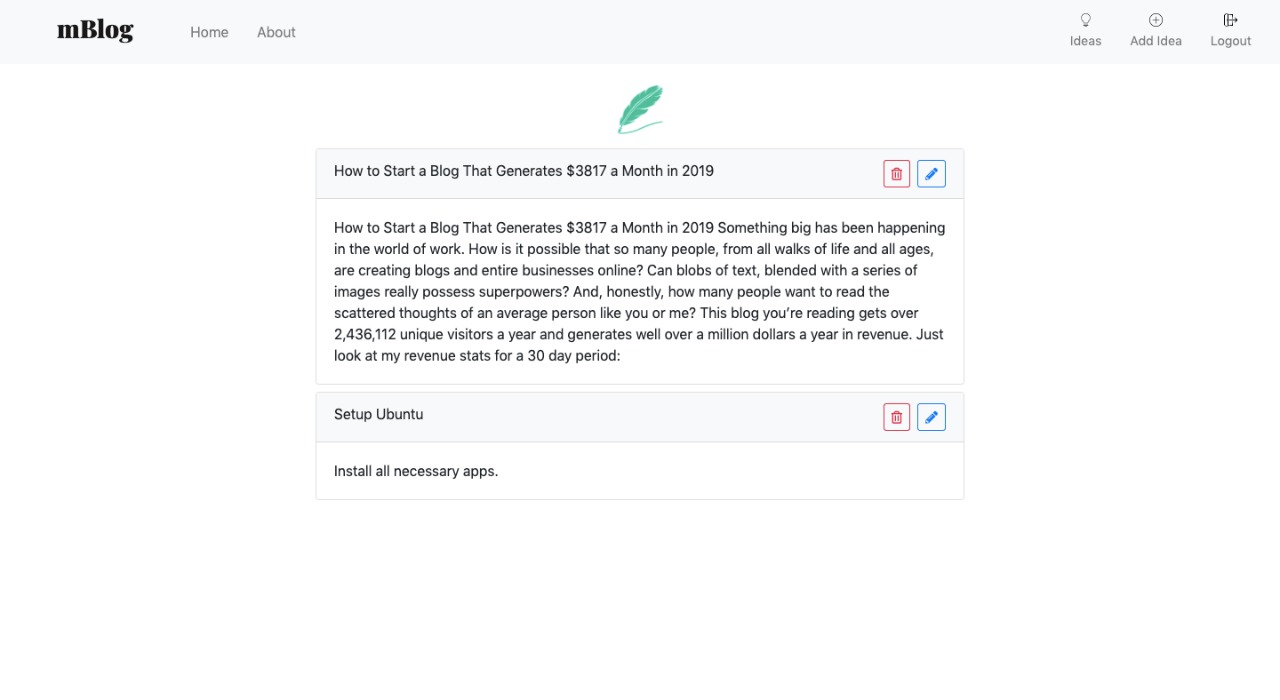 mBlog
Home
About
Ideas
Add Idea
Logout
How to Start a Blog That Generates $3817 a Month in 2019
How to Start a Blog That Generates $3817 a Month in 2019 Something big has been happening
in the world of work. How is it possible that so many people, from all walks of life and all ages,
are creating blogs and entire businesses online? Can blobs of text, blended with a series of
images really possess superpowers? And, honestly, how many people want to read the
scattered thoughts of an average person like you or me? This blog you’re reading gets over
2,436,112 unique visitors a year and generates well over a million dollars a year in revenue. Just
look at my revenue stats for a 30 day period:
Setup Ubuntu
Install all necessary apps.